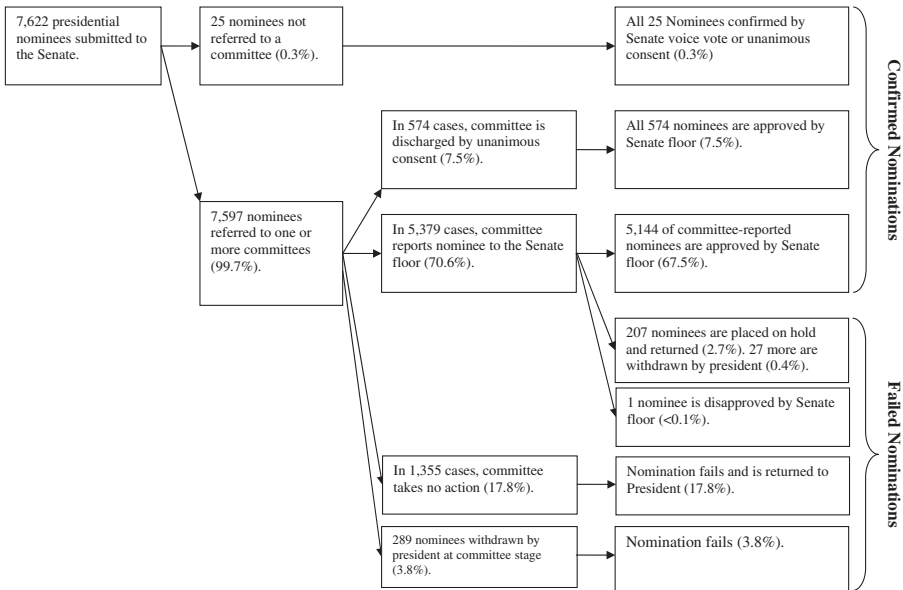 7,622 presidential
nominees submitted to
the Senate.
25 nominees not
referred to a
committee (0.3%).
All 25 Nominees confirmed by
Senate voice vote or unanimous
consent (0.3%)
In 574 cases, committee is
discharged by unanimous
consent (7.5%).
All 574 nominees are approved by
Senate floor (7.5%).
7,597 nominees
referred to one or
more committees
(99.7%).
In 5,379 cases, committee
reports nominee to the Senate
floor (70.6%).
5,144 of committee-reported
nominees are approved by Senate
floor (67.5%).
Confirmed Nominations
207 nominees are placed on hold
and returned (2.7%). 27 more are
withdrawn by president (0.4%).
1 nominee is disapproved by Senate
floor (<0.1%).
In 1,355 cases, committee
takes no action (17.8%).
Nomination fails and is returned to
President (17.8%).
289 nominees withdrawn by
president at committee stage
(3.8%).
Nomination fails (3.8%).
Failed Nominations